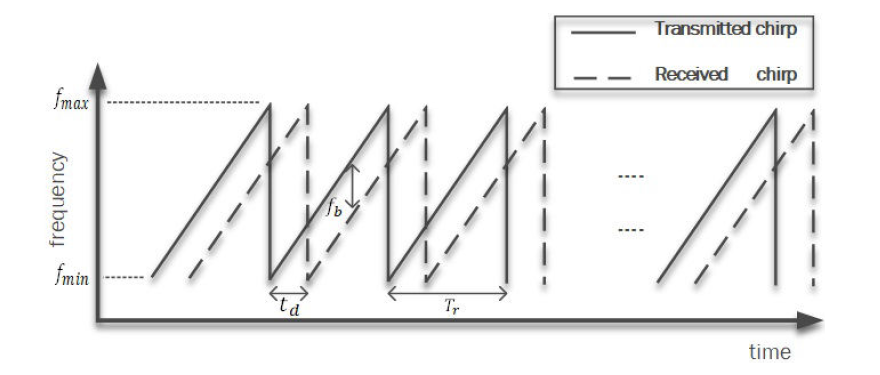 Transmitted chirp
Received chirp
f_max
frequency
f_b
f_min
t_d
T_r
time